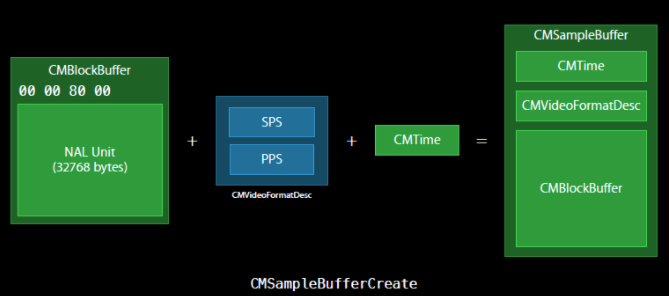 CMBlockBuffer
00 00 80 00
NAL Unit
(32768 bytes)
+
SPS
PPS
CMVideoFormatDesc
+
CMTime
=
CMSampleBuffer
CMTime
CMVideoFormatDesc
CMBlockBuffer
CMSampleBufferCreate